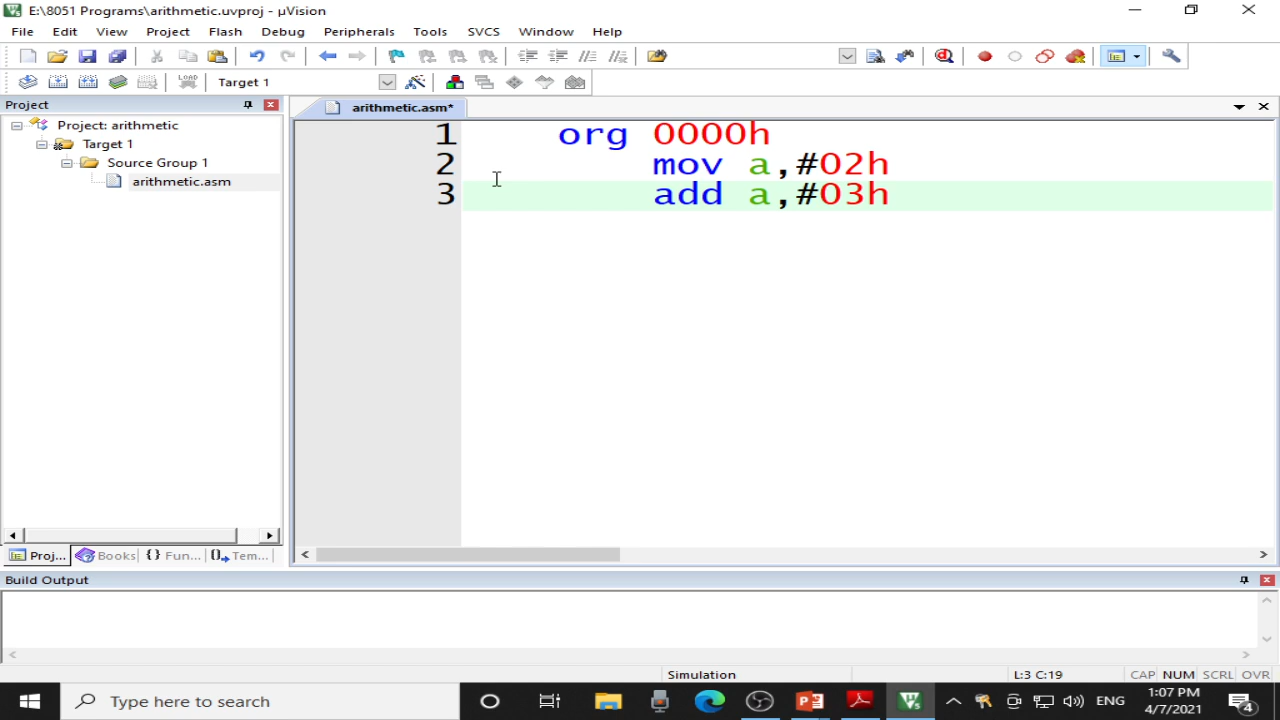 E:\8051 Programs\arithmetic.uvproj - µVision
File Edit View Project Flash Debug Peripherals Tools SVCS Window Help
LOAD Target 1
Project
arithmetic.asm*
Project: arithmetic
Target 1
Source Group 1
arithmetic.asm
1 org 0000h
2 mov a,#02h
3 add a,#03h
Proj... Books {} Fun... Tem...
Build Output
Simulation L:3 C:19 CAP NUM SCRL OVR
Type here to search
ENG
1:07 PM
4/7/2021
4